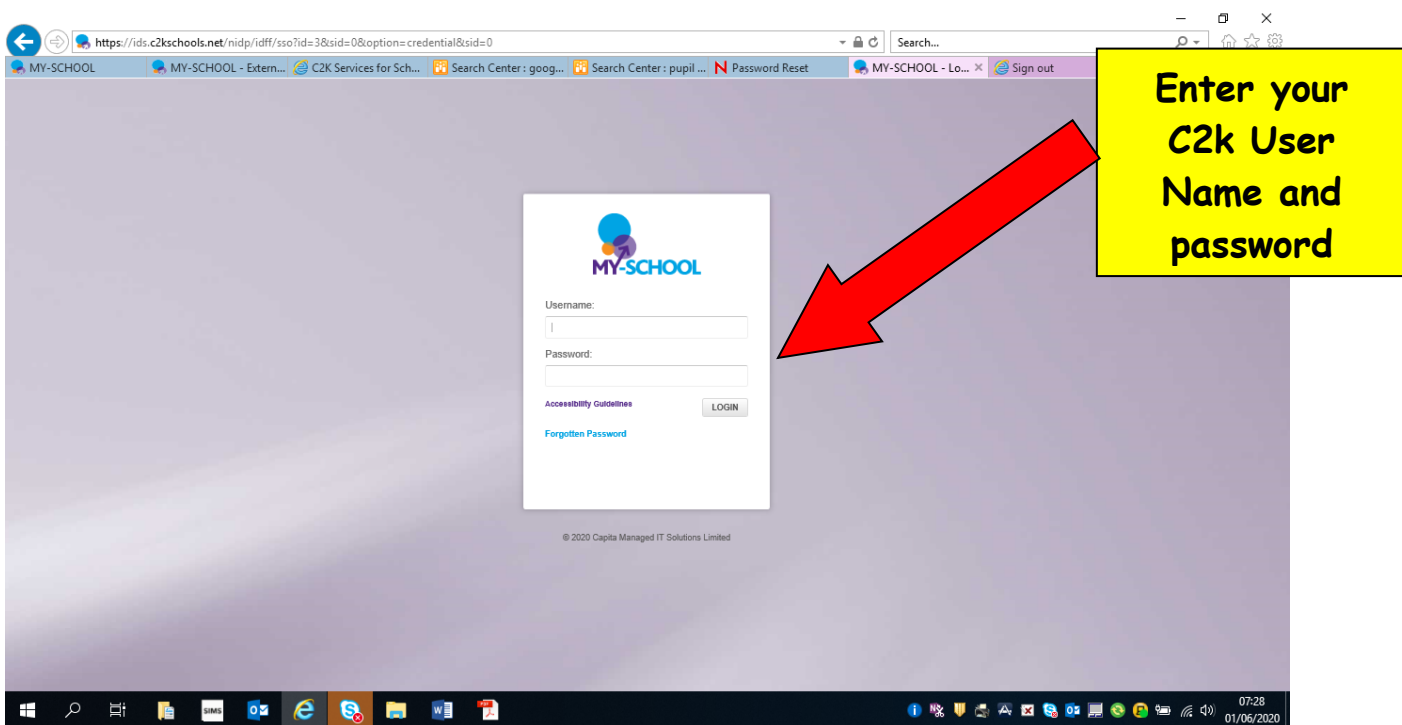 https://ids.c2kschools.net/nidp/idff/sso?id=3&sid=0&option=credential&sid=0
Search...
MY-SCHOOL
MY-SCHOOL - Extern...
C2K Services for Sch...
Search Center : goog...
Search Center : pupil ...
Password Reset
MY-SCHOOL - Lo...
Sign out
Enter your
C2k User
Name and
password
MY-SCHOOL
Username:
Password:
Accessibility Guidelines
LOGIN
Forgotten Password
© 2020 Capita Managed IT Solutions Limited
SIMS
07:28
01/06/2020